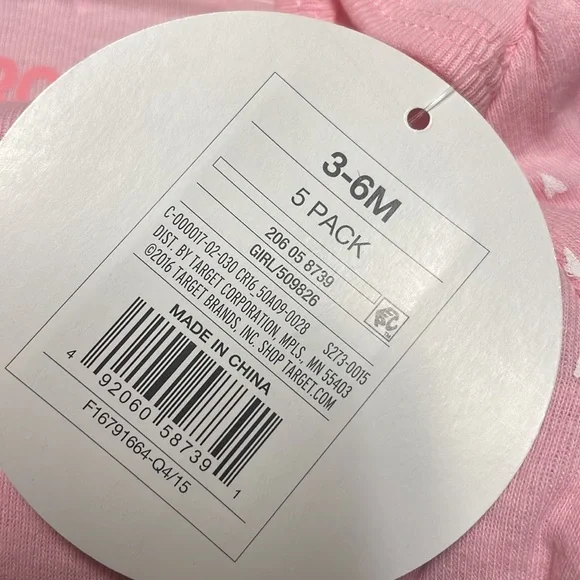 3-6M
5 PACK
206 05 8739
GIRL/509826
C-000017-02-030 CR16 50A09-0028 S273-0015
DIST. BY TARGET CORPORATION, MPLS, MN 55403
©2016 TARGET BRANDS, INC. SHOP TARGET.COM
MADE IN CHINA
4 92060 58739 1
F16791664-Q4/15